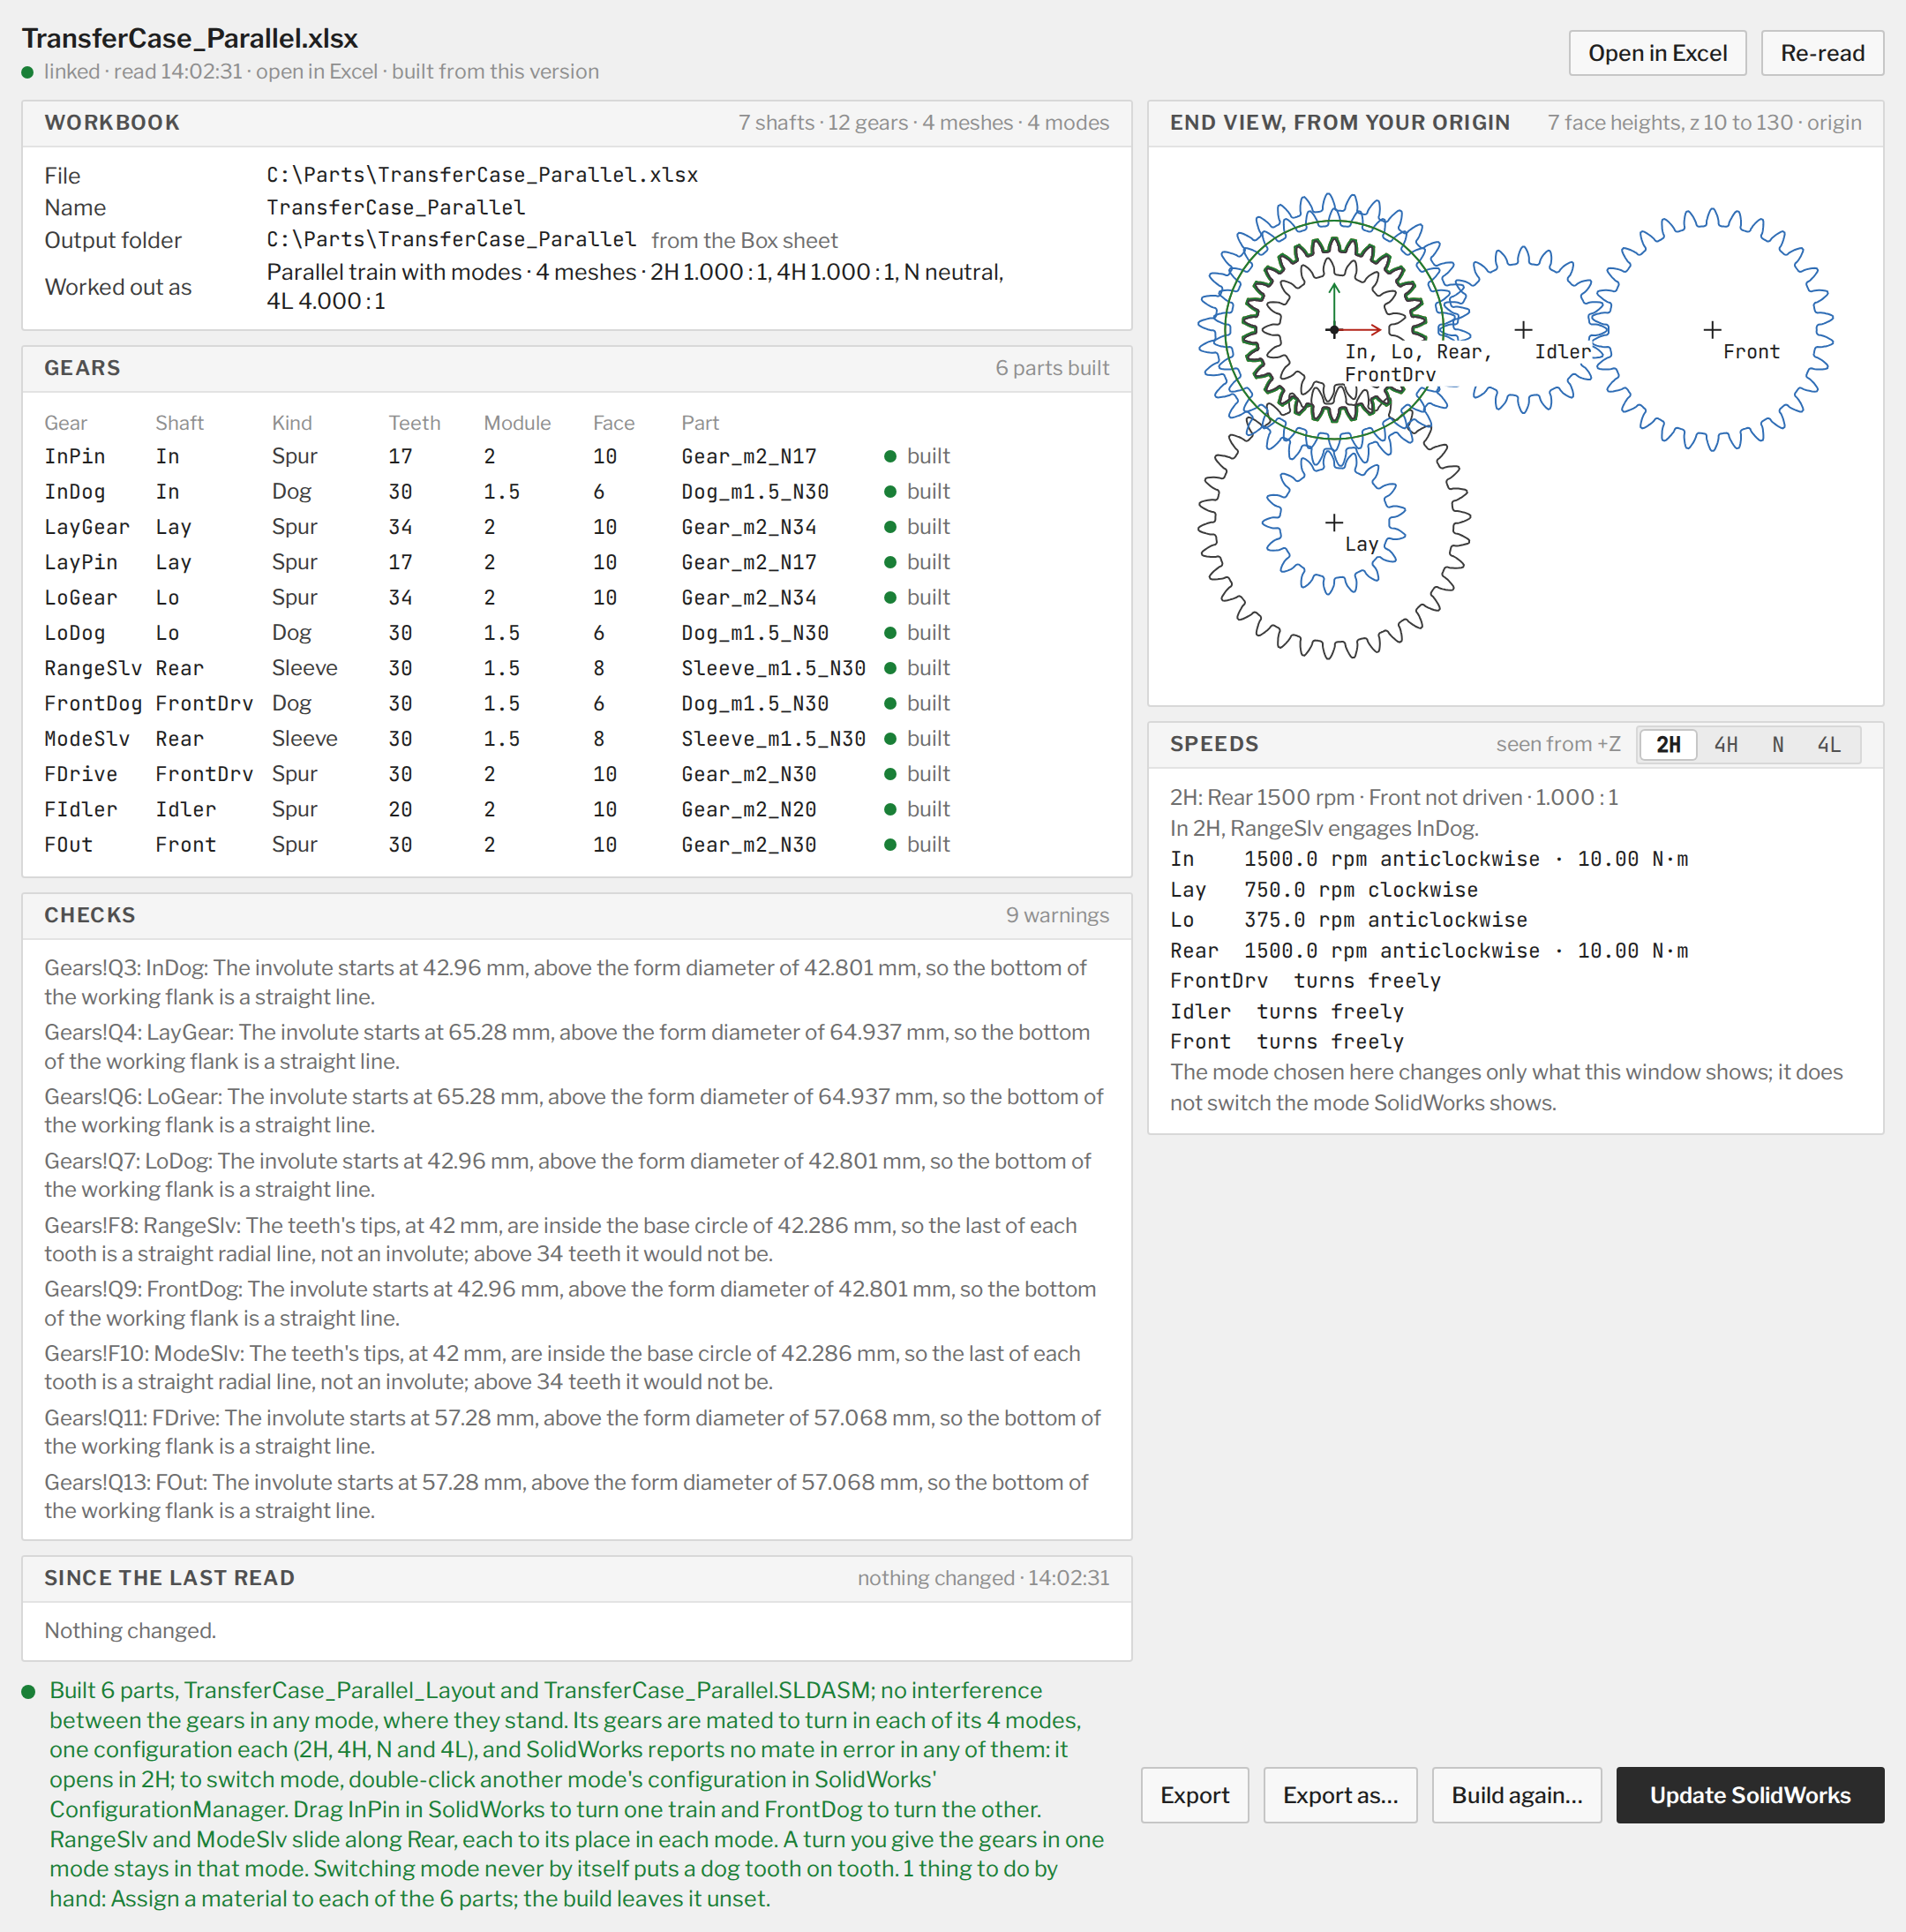 TransferCase_Parallel.xlsx
linked · read 14:02:31 · open in Excel · built from this version
Open in Excel
Re-read
WORKBOOK
7 shafts · 12 gears · 4 meshes · 4 modes
File C:\Parts\TransferCase_Parallel.xlsx
Name TransferCase_Parallel
Output folder C:\Parts\TransferCase_Parallel from the Box sheet
Worked out as Parallel train with modes · 4 meshes · 2H 1.000 : 1, 4H 1.000 : 1, N neutral,
4L 4.000 : 1
GEARS
6 parts built
Gear Shaft Kind Teeth Module Face Part
InPin In Spur 17 2 10 Gear_m2_N17 built
InDog In Dog 30 1.5 6 Dog_m1.5_N30 built
LayGear Lay Spur 34 2 10 Gear_m2_N34 built
LayPin Lay Spur 17 2 10 Gear_m2_N17 built
LoGear Lo Spur 34 2 10 Gear_m2_N34 built
LoDog Lo Dog 30 1.5 6 Dog_m1.5_N30 built
RangeSlv Rear Sleeve 30 1.5 8 Sleeve_m1.5_N30 built
FrontDog FrontDrv Dog 30 1.5 6 Dog_m1.5_N30 built
ModeSlv Rear Sleeve 30 1.5 8 Sleeve_m1.5_N30 built
FDrive FrontDrv Spur 30 2 10 Gear_m2_N30 built
FIdler Idler Spur 20 2 10 Gear_m2_N20 built
FOut Front Spur 30 2 10 Gear_m2_N30 built
CHECKS
9 warnings
Gears!Q3: InDog: The involute starts at 42.96 mm, above the form diameter of 42.801 mm, so the bottom of
the working flank is a straight line.
Gears!Q4: LayGear: The involute starts at 65.28 mm, above the form diameter of 64.937 mm, so the bottom
of the working flank is a straight line.
Gears!Q6: LoGear: The involute starts at 65.28 mm, above the form diameter of 64.937 mm, so the bottom of
the working flank is a straight line.
Gears!Q7: LoDog: The involute starts at 42.96 mm, above the form diameter of 42.801 mm, so the bottom of
the working flank is a straight line.
Gears!F8: RangeSlv: The teeth's tips, at 42 mm, are inside the base circle of 42.286 mm, so the last of each
tooth is a straight radial line, not an involute; above 34 teeth it would not be.
Gears!Q9: FrontDog: The involute starts at 42.96 mm, above the form diameter of 42.801 mm, so the bottom
of the working flank is a straight line.
Gears!F10: ModeSlv: The teeth's tips, at 42 mm, are inside the base circle of 42.286 mm, so the last of each
tooth is a straight radial line, not an involute; above 34 teeth it would not be.
Gears!Q11: FDrive: The involute starts at 57.28 mm, above the form diameter of 57.068 mm, so the bottom of
the working flank is a straight line.
Gears!Q13: FOut: The involute starts at 57.28 mm, above the form diameter of 57.068 mm, so the bottom of
the working flank is a straight line.
SINCE THE LAST READ
nothing changed · 14:02:31
Nothing changed.
Built 6 parts, TransferCase_Parallel_Layout and TransferCase_Parallel.SLDASM; no interference
between the gears in any mode, where they stand. Its gears are mated to turn in each of its 4 modes,
one configuration each (2H, 4H, N and 4L), and SolidWorks reports no mate in error in any of them: it
opens in 2H; to switch mode, double-click another mode's configuration in SolidWorks'
ConfigurationManager. Drag InPin in SolidWorks to turn one train and FrontDog to turn the other.
RangeSlv and ModeSlv slide along Rear, each to its place in each mode. A turn you give the gears in one
mode stays in that mode. Switching mode never by itself puts a dog tooth on tooth. 1 thing to do by
hand: Assign a material to each of the 6 parts; the build leaves it unset.
END VIEW, FROM YOUR ORIGIN
7 face heights, z 10 to 130 · origin
In, Lo, Rear,
FrontDrv
Idler
Front
Lay
SPEEDS
seen from +Z 2H 4H N 4L
2H: Rear 1500 rpm · Front not driven · 1.000 : 1
In 2H, RangeSlv engages InDog.
In 1500.0 rpm anticlockwise · 10.00 N·m
Lay 750.0 rpm clockwise
Lo 375.0 rpm anticlockwise
Rear 1500.0 rpm anticlockwise · 10.00 N·m
FrontDrv turns freely
Idler turns freely
Front turns freely
The mode chosen here changes only what this window shows; it does
not switch the mode SolidWorks shows.
Export
Export as...
Build again...
Update SolidWorks